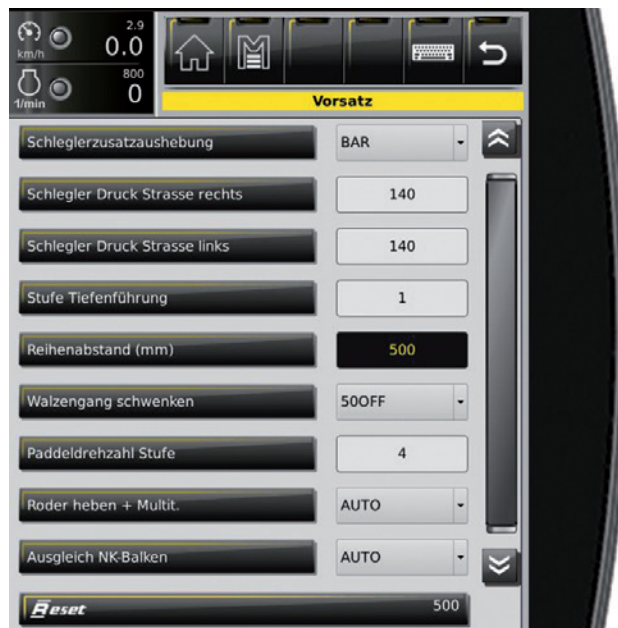 2.9
km/h 0.0
800
1/min 0
Vorsatz
Schleglerzusatzaushebung BAR
Schlegler Druck Strasse rechts 140
Schlegler Druck Strasse links 140
Stufe Tiefenführung 1
Reihenabstand (mm) 500
Walzengang schwenken 50OFF
Paddeldrehzahl Stufe 4
Roder heben + Multit. AUTO
Ausgleich NK-Balken AUTO
Reset 500